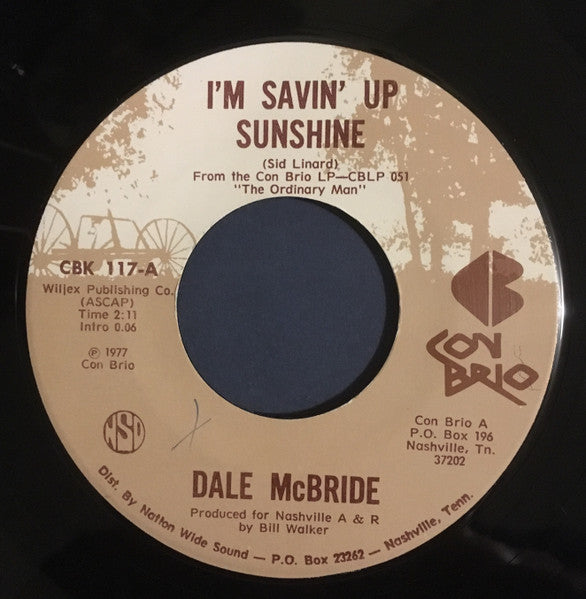 I'M SAVIN' UP
SUNSHINE
(Sid Linard)
From the Con Brio LP—CBLP 051
"The Ordinary Man"
CBK 117-A
Wiljex Publishing Co.
(ASCAP)
Time 2:11
Intro 0.06
℗ 1977
Con Brio
NSD
CON
BRIO
Con Brio A
P.O. Box 196
Nashville, Tn.
37202
DALE McBRIDE
Produced for Nashville A & R
by Bill Walker
Dist. By Nation Wide Sound — P.O. Box 23262 — Nashville, Tenn.